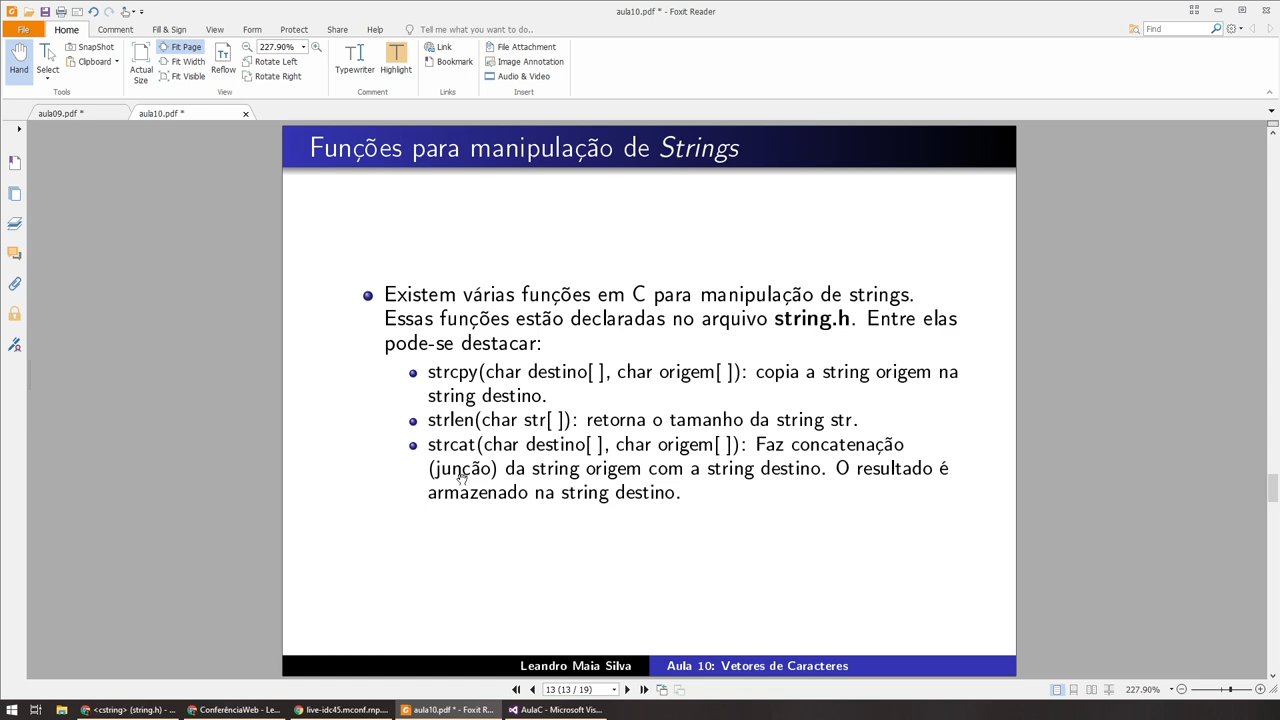 aula10.pdf * - Foxit Reader
File Home Comment Fill & Sign View Form Protect Share Help Tell me what you want to do.. Find
Hand
Select
SnapShot
Clipboard
Tools
Actual
Size
Fit Page
Fit Width
Fit Visible
Reflow
227.90%
Rotate Left
Rotate Right
View
Typewriter
Highlight
Comment
Link
Bookmark
Links
File Attachment
Image Annotation
Audio & Video
Insert
aula09.pdf * aula10.pdf *
Funções para manipulação de Strings
Existem várias funções em C para manipulação de strings.
Essas funções estão declaradas no arquivo string.h. Entre elas
pode-se destacar:
strcpy(char destino[ ], char origem[ ]): copia a string origem na
string destino.
strlen(char str[ ]): retorna o tamanho da string str.
strcat(char destino[ ], char origem[ ]): Faz concatenação
(junção) da string origem com a string destino. O resultado é
armazenado na string destino.
Leandro Maia Silva Aula 10: Vetores de Caracteres
13 (13 / 19) 227.90%
<cstring> (string.h) - ... ConferênciaWeb - Le... live-idc45.mconf.rnp.... aula10.pdf * - Foxit R... AulaC - Microsoft Vis...